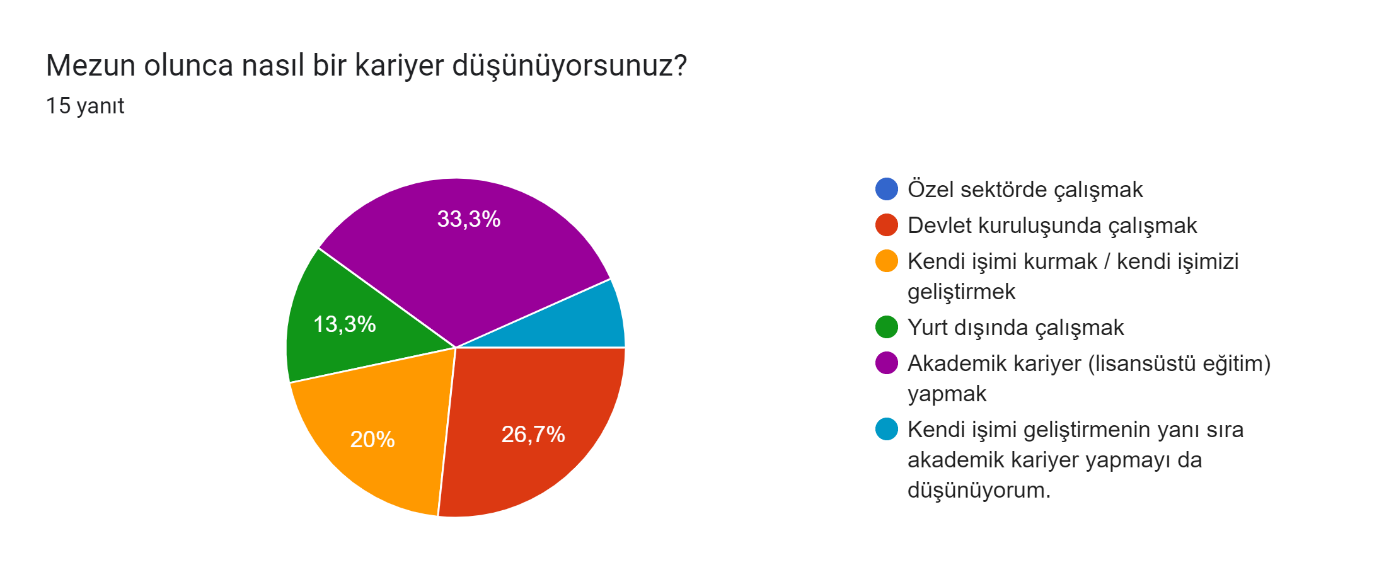 Mezun olunca nasıl bir kariyer düşünüyorsunuz?
15 yanıt
33,3%
13,3%
20%
26,7%
Özel sektörde çalışmak
Devlet kuruluşunda çalışmak
Kendi işimi kurmak / kendi işimizi
geliştirmek
Yurt dışında çalışmak
Akademik kariyer (lisansüstü eğitim)
yapmak
Kendi işimi geliştirmenin yanı sıra
akademik kariyer yapmayı da
düşünüyorum.